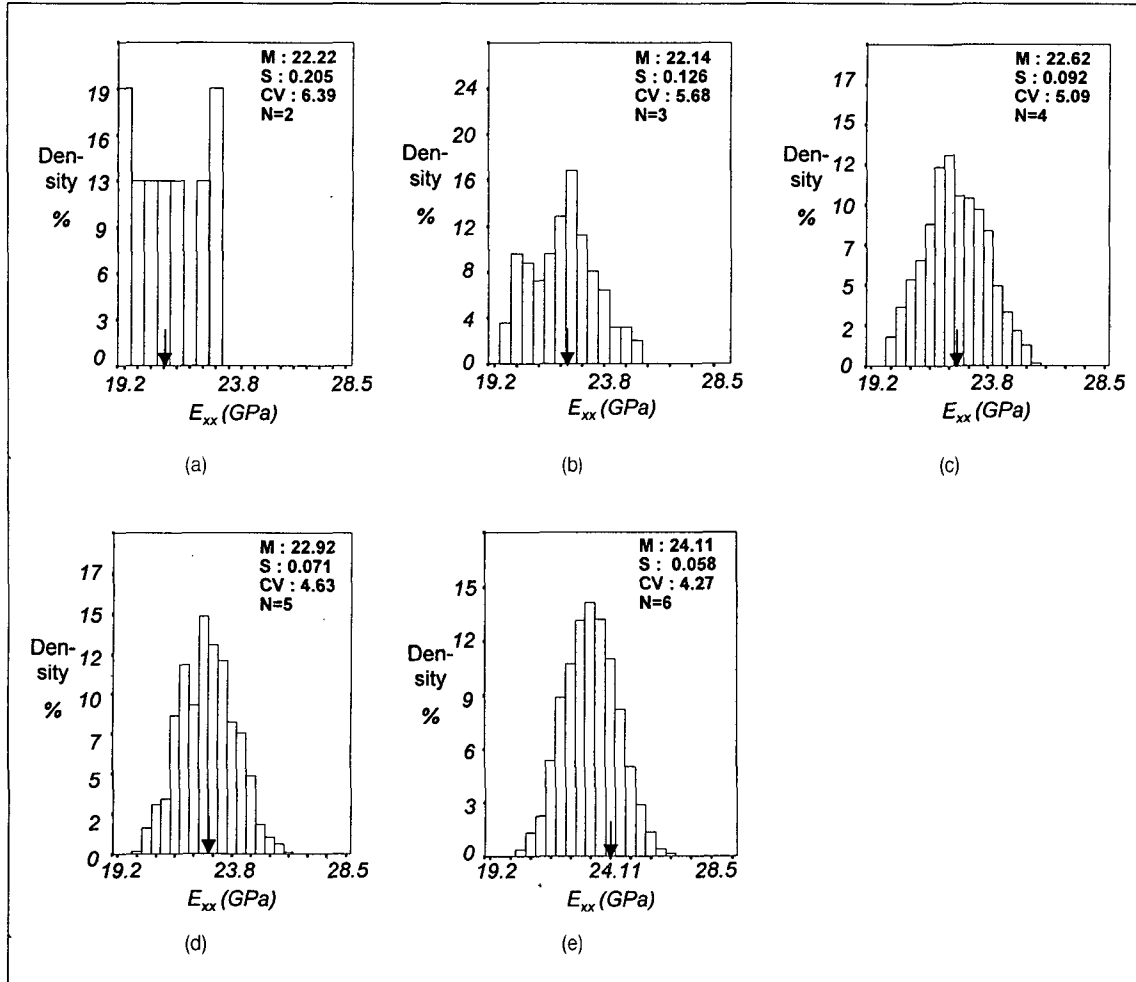 M : 22.22
S : 0.205
CV : 6.39
N=2
19
16
Den-
sity
13
%
9
6
3
0
19.2 23.8 28.5
Exx (GPa)
(a)
M : 22.14
S : 0.126
CV : 5.68
N=3
24
20
Den-
sity
16
%
12
8
4
0
19.2 23.8 28.5
Exx (GPa)
(b)
M : 22.62
S : 0.092
CV : 5.09
N=4
17
15
Den-
sity
12
%
10
7
5
2
0
19.2 23.8 28.5
Exx (GPa)
(c)
M : 22.92
S : 0.071
CV : 4.63
N=5
17
15
Den-
sity
12
10
%
7
5
2
0
19.2 23.8 28.5
Exx (GPa)
(d)
M : 24.11
S : 0.058
CV : 4.27
N=6
15
12
Den-
sity
9
%
6
3
0
19.2 24.11 28.5
Exx (GPa)
(e)